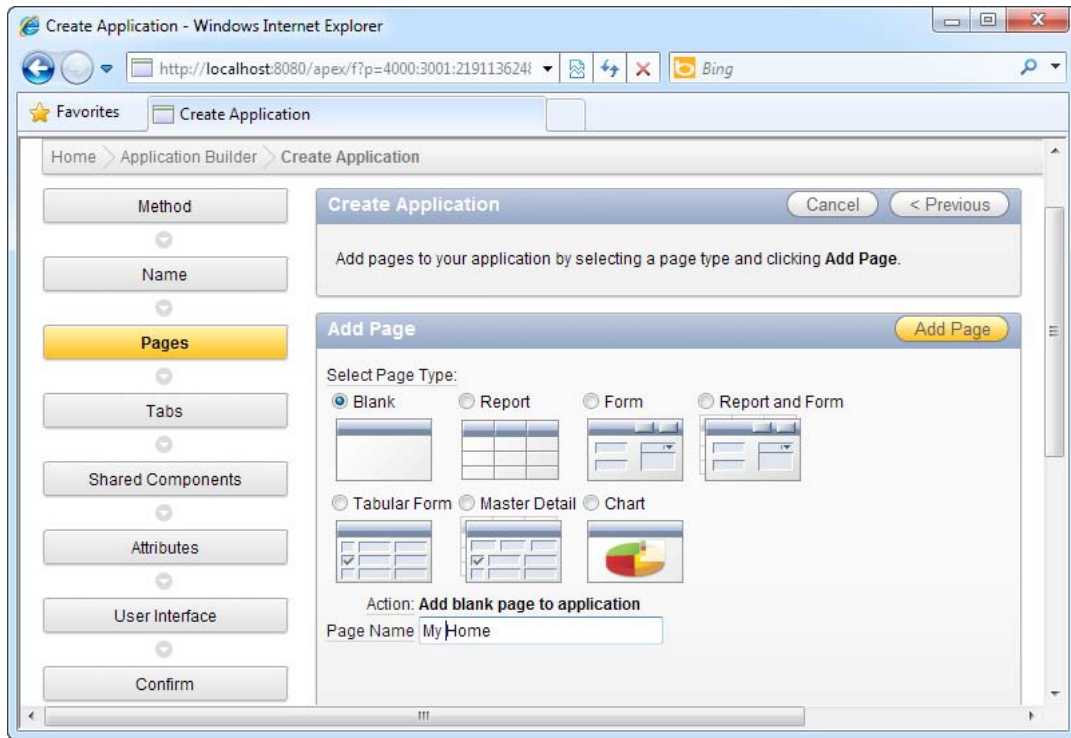 Create Application - Windows Internet Explorer
http://localhost:8080/apex/f?p=4000:3001:2191136248 Bing
Favorites Create Application
Home Application Builder Create Application
Method
Name
Pages
Tabs
Shared Components
Attributes
User Interface
Confirm
Create Application Cancel < Previous
Add pages to your application by selecting a page type and clicking Add Page.
Add Page Add Page
Select Page Type:
Blank Report Form Report and Form
Tabular Form Master Detail Chart
Action: Add blank page to application
Page Name My Home